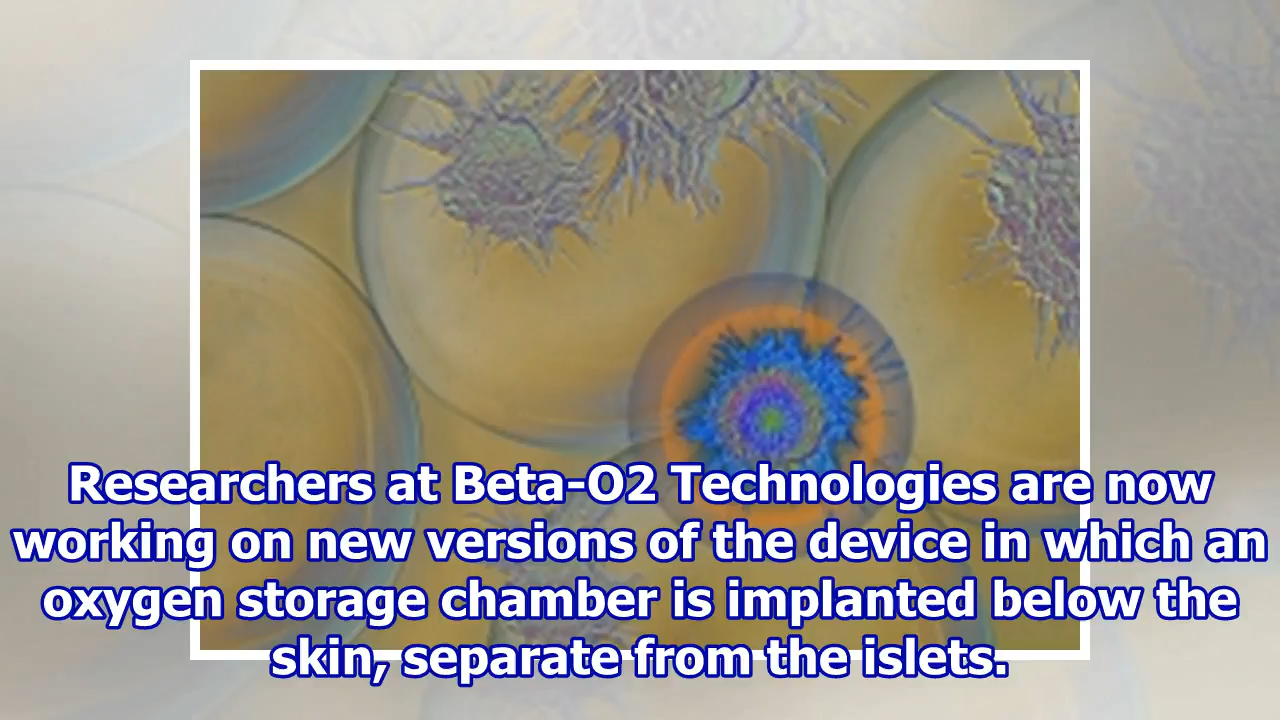 Researchers at Beta-O2 Technologies are now
working on new versions of the device in which an
oxygen storage chamber is implanted below the
skin, separate from the islets.